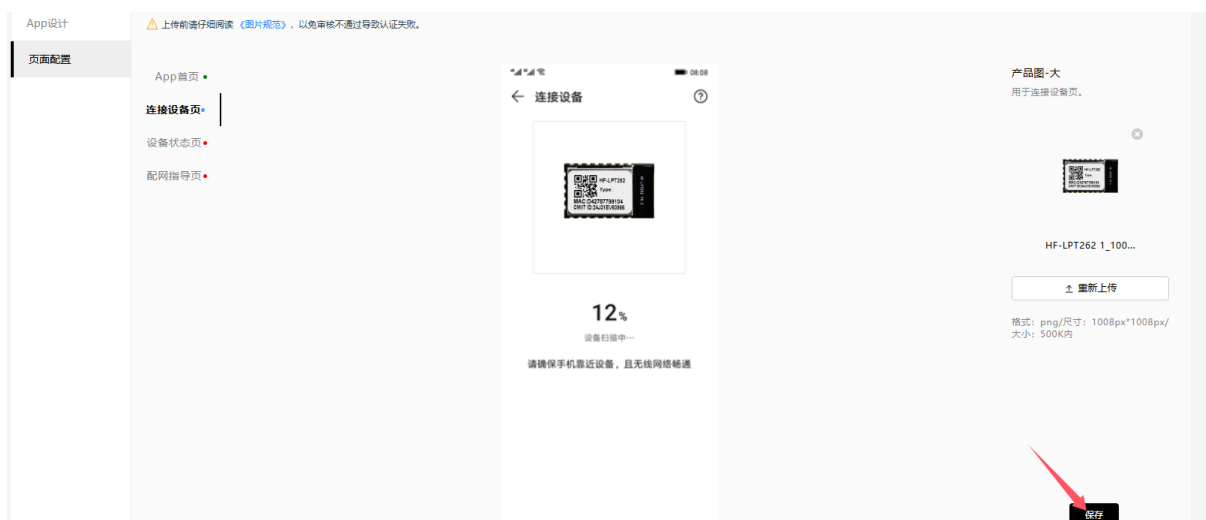 App设计
页面配置
上传前请仔细阅读《图片规范》，以免审核不通过导致认证失败。
App首页
连接设备页
设备状态页
配网指导页
08:08
连接设备
HF-LPT262
Type:
12%
设备扫描中…
请确保手机靠近设备，且无线网络畅通
产品图-大
用于连接设备页。
HF-LPT262 1_100...
重新上传
格式：png/尺寸：1008px*1008px/
大小：500K内
保存